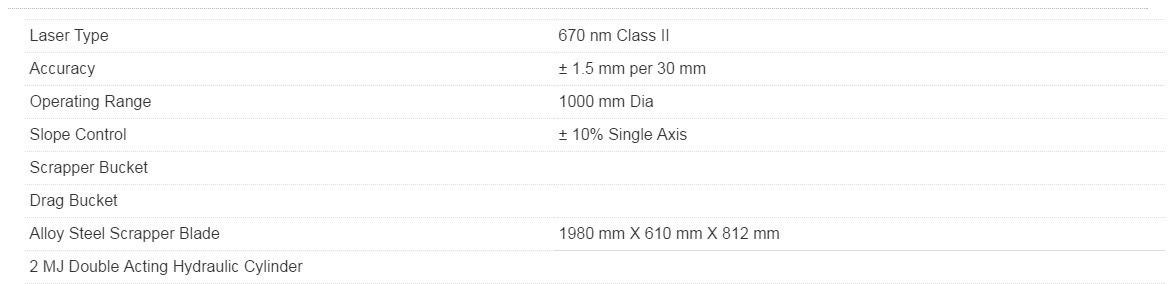 Laser Type 670 nm Class II
Accuracy ± 1.5 mm per 30 mm
Operating Range 1000 mm Dia
Slope Control ± 10% Single Axis
Scrapper Bucket
Drag Bucket
Alloy Steel Scrapper Blade 1980 mm X 610 mm X 812 mm
2 MJ Double Acting Hydraulic Cylinder